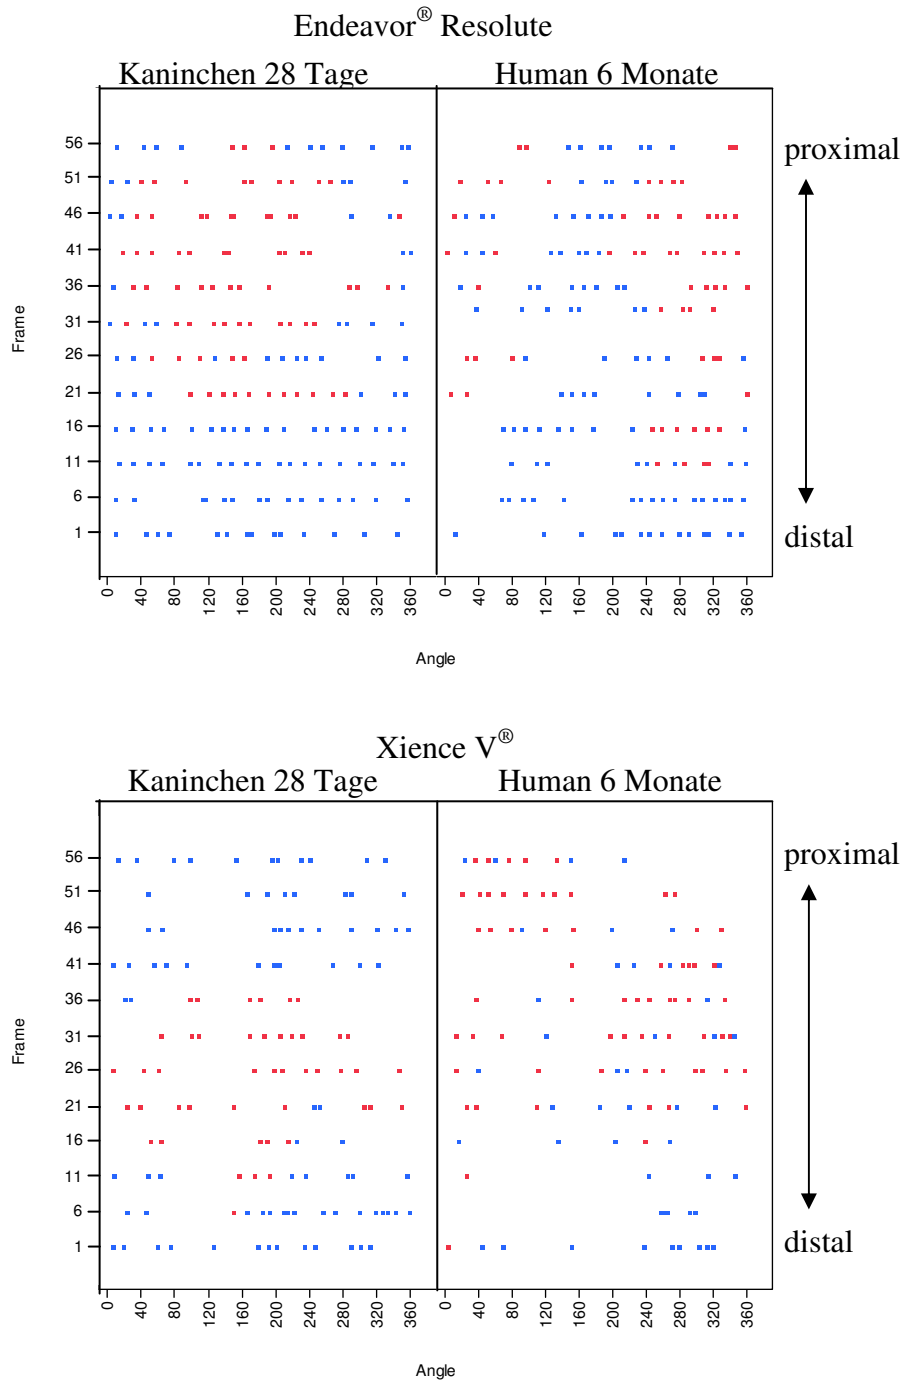 Endeavor® Resolute
Kaninchen 28 Tage Human 6 Monate
56
51
46
41
36
31
26
21
16
11
6
1
Frame
proximal
distal
0 40 80 120 160 200 240 280 320 360 0 40 80 120 160 200 240 280 320 360
Angle
Xience V®
Kaninchen 28 Tage Human 6 Monate
56
51
46
41
36
31
26
21
16
11
6
1
Frame
proximal
distal
0 40 80 120 160 200 240 280 320 360 0 40 80 120 160 200 240 280 320 360
Angle